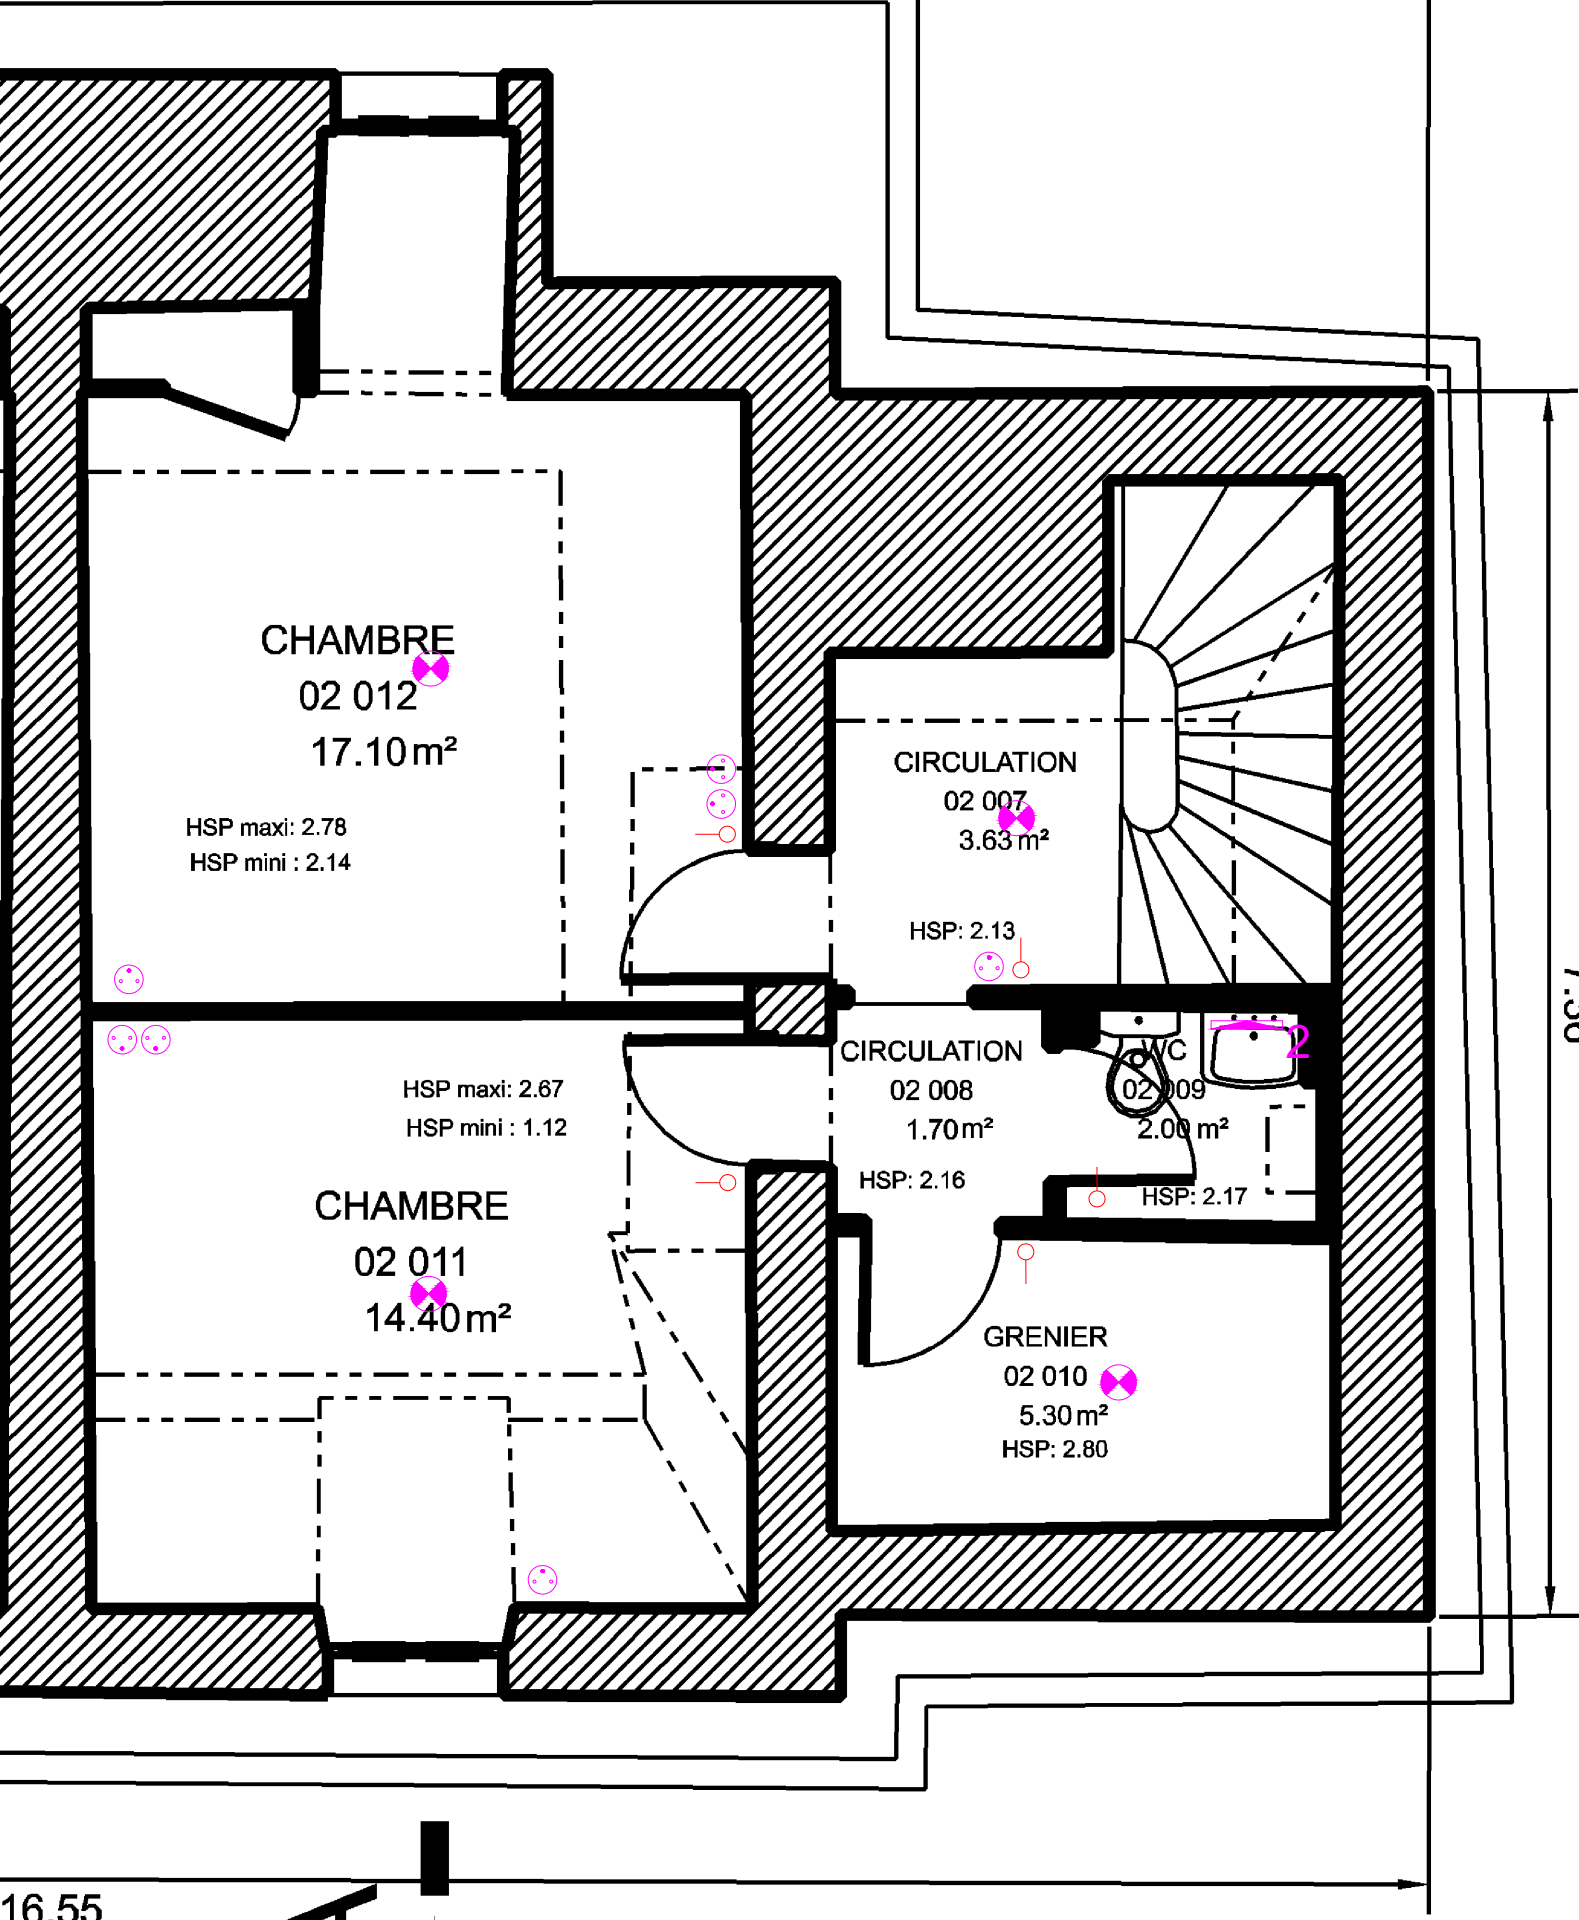 CHAMBRE
02 012
17.10 m²
HSP maxi: 2.78
HSP mini : 2.14
CIRCULATION
02 007
3.63 m²
HSP: 2.13
CIRCULATION
02 008
1.70 m²
HSP: 2.16
WC
02 009
2.00 m²
HSP: 2.17
2
HSP maxi: 2.67
HSP mini : 1.12
CHAMBRE
02 011
14.40 m²
GRENIER
02 010
5.30 m²
HSP: 2.80
16.55